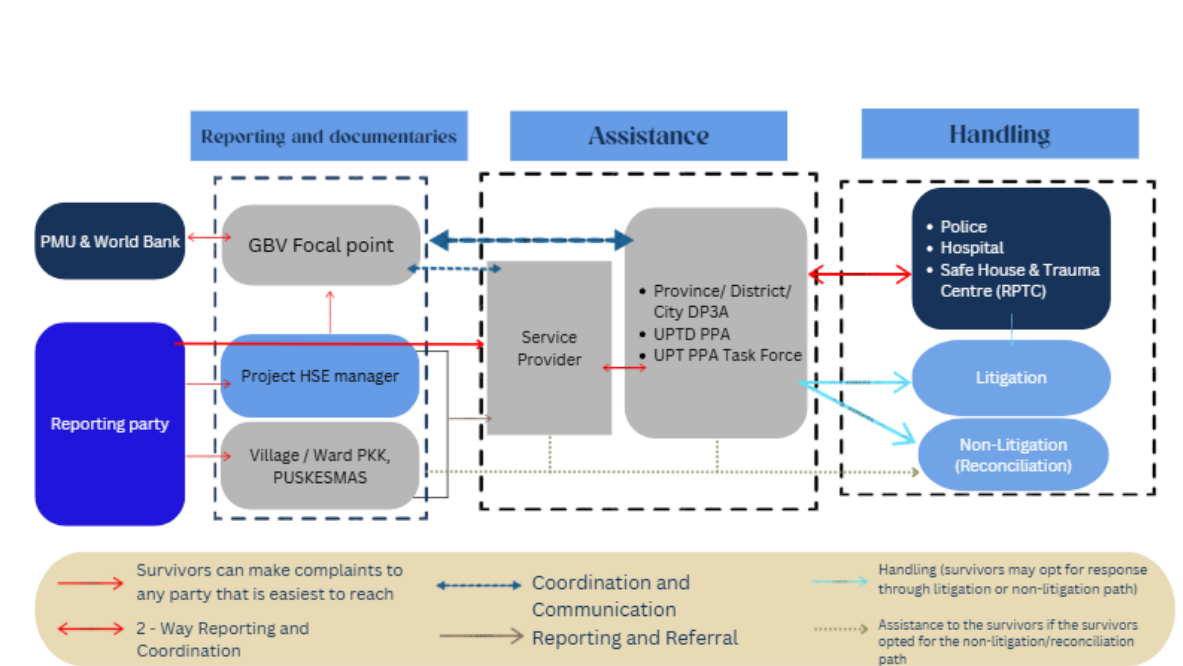 Reporting and documentaries
Assistance
Handling
PMU & World Bank
GBV Focal point
Reporting party
Project HSE manager
Village / Ward PKK,
PUSKESMAS
Service
Provider
• Province/ District/
City DP3A
• UPTD PPA
• UPT PPA Task Force
• Police
• Hospital
• Safe House & Trauma
Centre (RPTC)
Litigation
Non-Litigation
(Reconciliation)
Survivors can make complaints to
any party that is easiest to reach
2 - Way Reporting and
Coordination
Coordination and
Communication
Reporting and Referral
Handling (survivors may opt for response
through litigation or non-litigation path)
Assistance to the survivors if the survivors
opted for the non-litigation/reconciliation
path